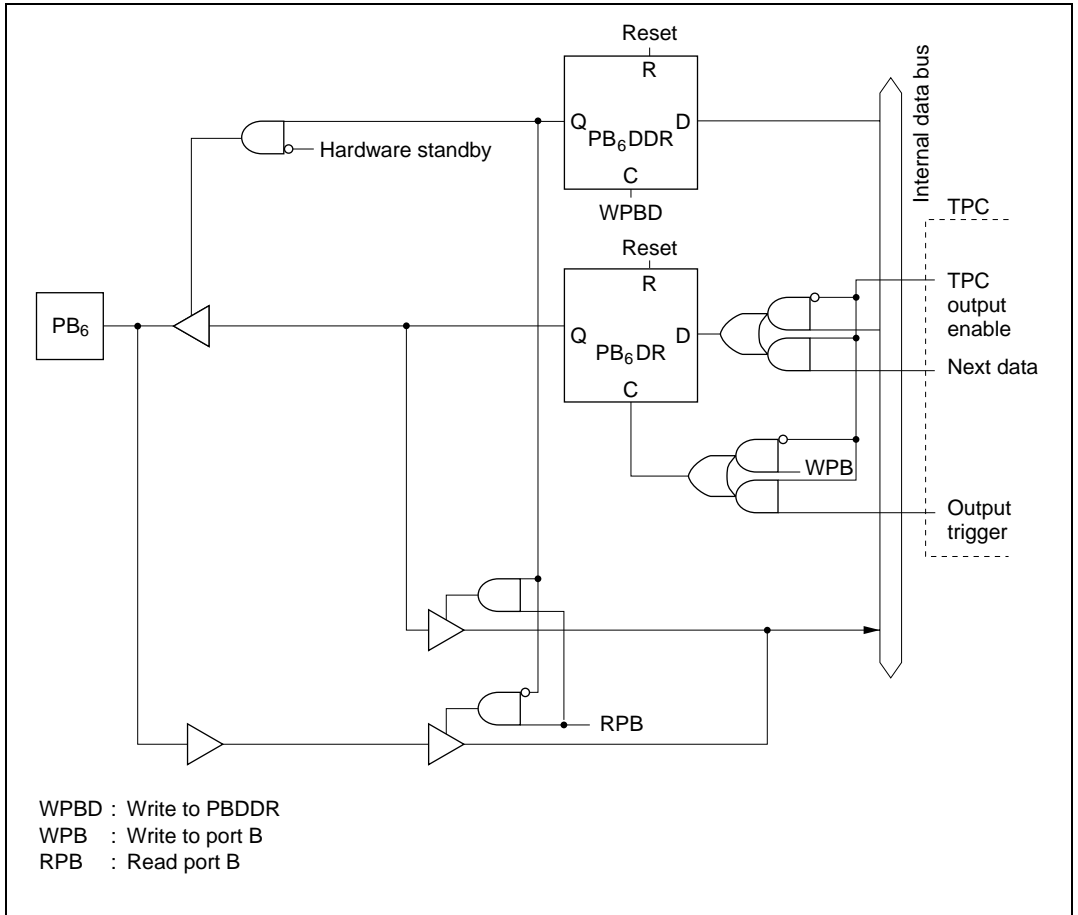 Reset
R
Q
D
PB6DDR
C
WPBD
Hardware standby
Internal data bus
TPC
Reset
R
Q
D
PB6DR
C
PB6
TPC
output
enable
Next data
WPB
Output
trigger
RPB
WPBD : Write to PBDDR
WPB : Write to port B
RPB : Read port B